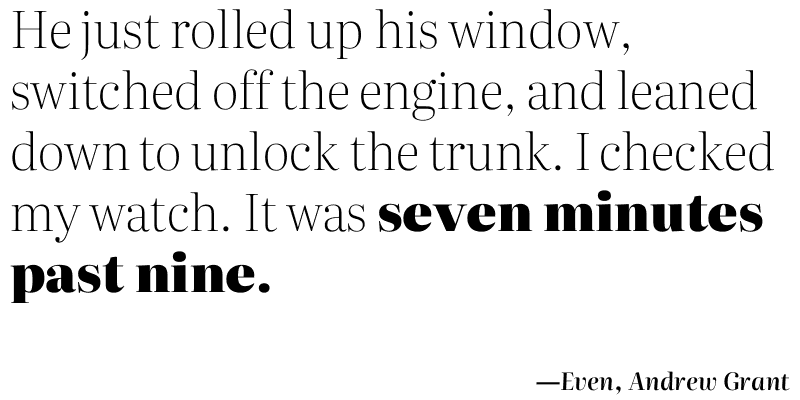 He just rolled up his window,
switched off the engine, and leaned
down to unlock the trunk. I checked
my watch. It was seven minutes
past nine.
—Even, Andrew Grant